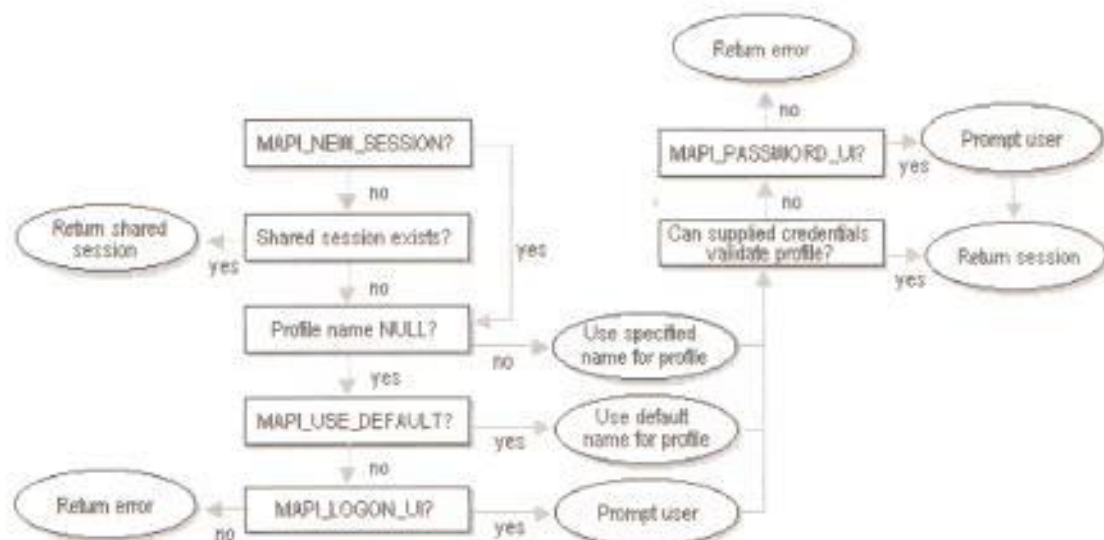 Return error
no
MAPI_NEW_SESSION?
MAPI_PASSWORD_UI?
yes
Prompt user
no
no
Return shared
session
yes
Shared session exists?
yes
Can supplied credentials
validate profile?
yes
Return session
no
Profile name NULL?
no
Use specified
name for profile
yes
MAPI_USE_DEFAULT?
yes
Use default
name for profile
no
Return error
no
MAPI_LOGON_UI?
yes
Prompt user